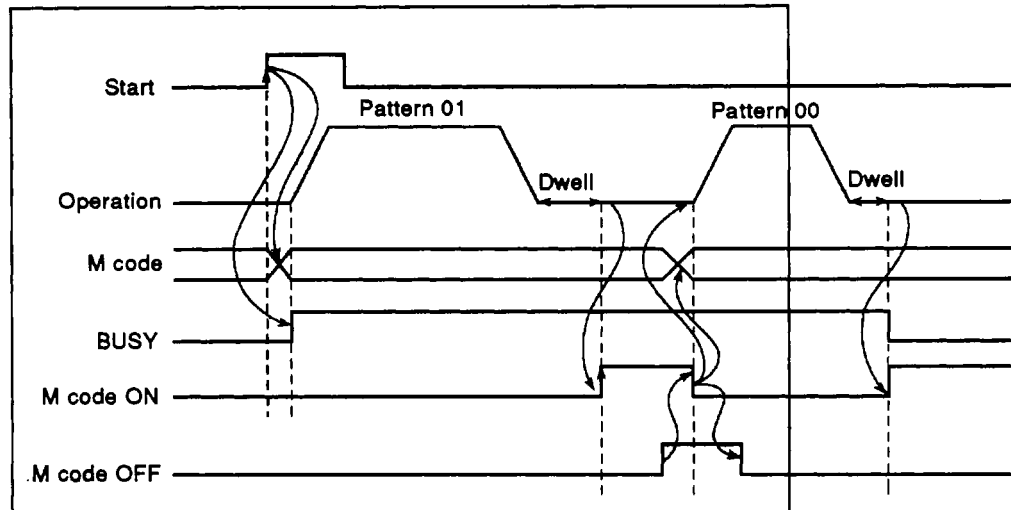 Start
Pattern 01
Pattern 00
Operation
Dwell
Dwell
M code
BUSY
M code ON
M code OFF